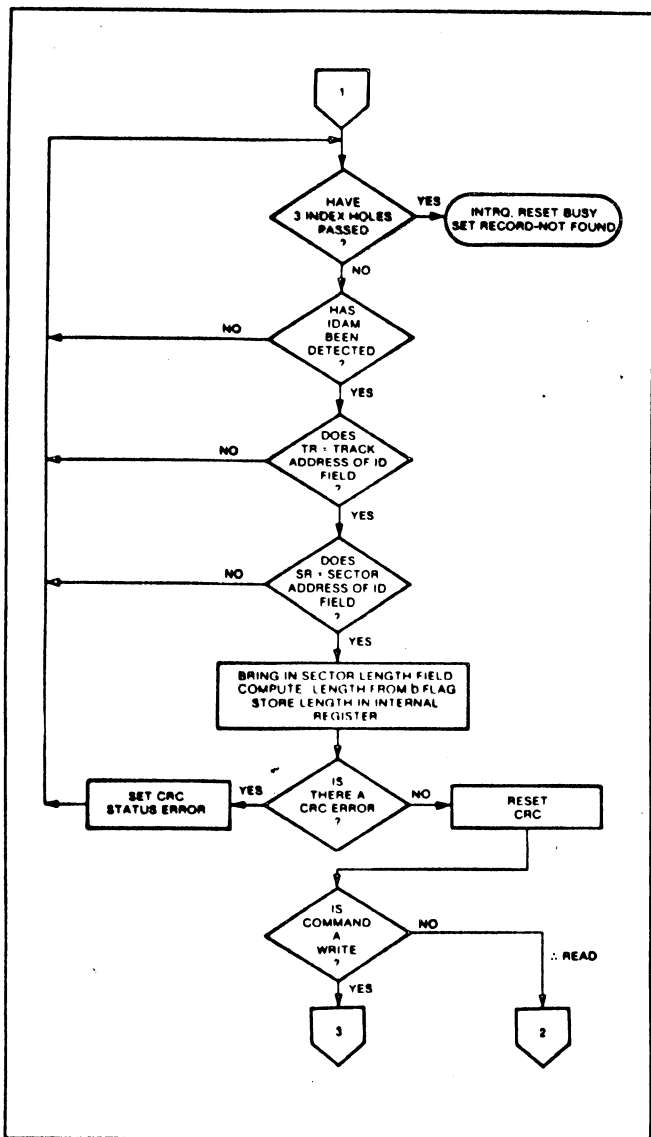 1
HAVE
3 INDEX HOLES
PASSED
?
YES
INTRQ. RESET BUSY
SET RECORD-NOT FOUND
NO
HAS
IDAM
BEEN
DETECTED
?
NO
YES
DOES
TR = TRACK
ADDRESS OF ID
FIELD
?
NO
YES
DOES
SR = SECTOR
ADDRESS OF ID
FIELD
?
NO
YES
BRING IN SECTOR LENGTH FIELD
COMPUTE LENGTH FROM b FLAG
STORE LENGTH IN INTERNAL
REGISTER
SET CRC
STATUS ERROR
YES
IS
THERE A
CRC ERROR
?
NO
RESET
CRC
IS
COMMAND
A
WRITE
?
NO
∴ READ
YES
3
2